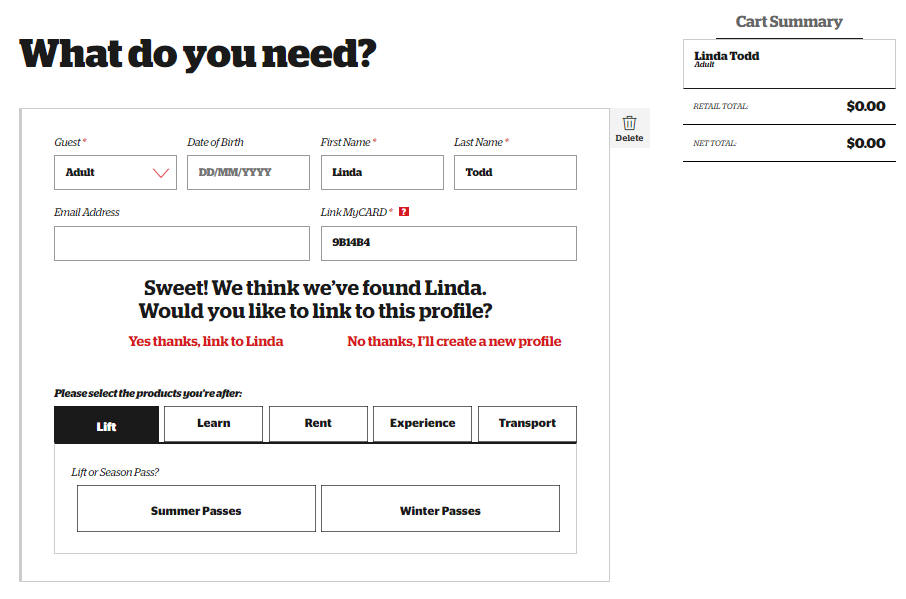 Cart Summary
What do you need?
Linda Todd
Adult
RETAIL TOTAL: $0.00
NET TOTAL: $0.00
Delete
Guest * Date of Birth First Name * Last Name *
Adult DD/MM/YYYY Linda Todd
Email Address Link MyCARD * ?
9B14B4
Sweet! We think we've found Linda.
Would you like to link to this profile?
Yes thanks, link to Linda No thanks, I'll create a new profile
Please select the products you're after:
Lift Learn Rent Experience Transport
Lift or Season Pass?
Summer Passes Winter Passes